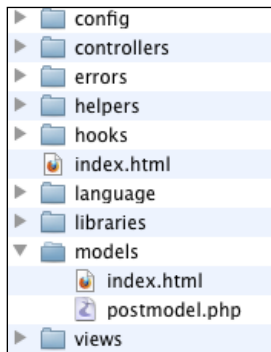 config
controllers
errors
helpers
hooks
index.html
language
libraries
models
index.html
postmodel.php
views